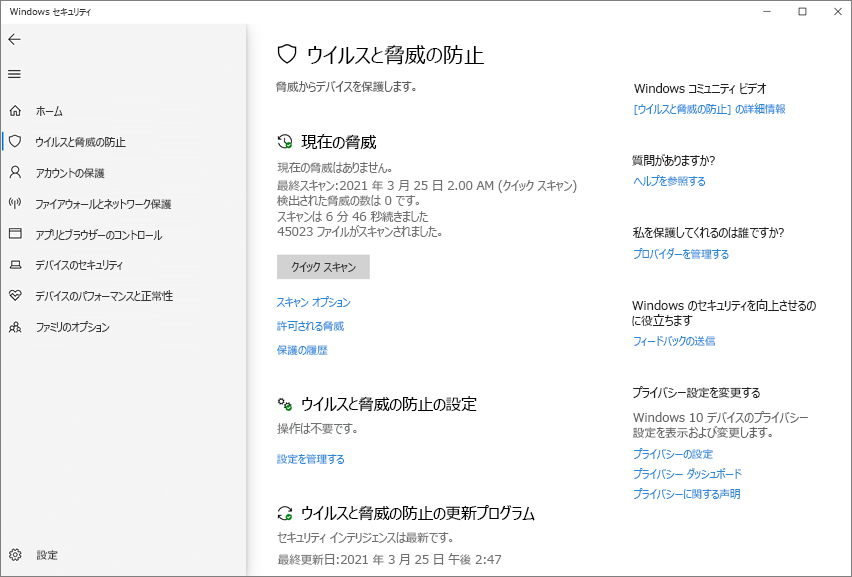 Windows セキュリティ
ホーム
ウイルスと脅威の防止
アカウントの保護
ファイアウォールとネットワーク保護
アプリとブラウザーのコントロール
デバイスのセキュリティ
デバイスのパフォーマンスと正常性
ファミリのオプション
設定
ウイルスと脅威の防止
脅威からデバイスを保護します。
現在の脅威
現在の脅威はありません。
最終スキャン:2021 年 3 月 25 日 2.00 AM (クイック スキャン)
検出された脅威の数は 0 です。
スキャンは 6 分 46 秒続きました
45023 ファイルがスキャンされました。
クイック スキャン
スキャン オプション
許可される脅威
保護の履歴
ウイルスと脅威の防止の設定
操作は不要です。
設定を管理する
ウイルスと脅威の防止の更新プログラム
セキュリティ インテリジェンスは最新です。
最終更新日:2021 年 3 月 25 日 午後 2:47
Windows コミュニティ ビデオ
[ウイルスと脅威の防止] の詳細情報
質問がありますか?
ヘルプを参照する
私を保護してくれるのは誰ですか?
プロバイダーを管理する
Windows のセキュリティを向上させるの
に役立ちます
フィードバックの送信
プライバシー設定を変更する
Windows 10 デバイスのプライバシー
設定を表示および変更します。
プライバシーの設定
プライバシー ダッシュボード
プライバシーに関する声明